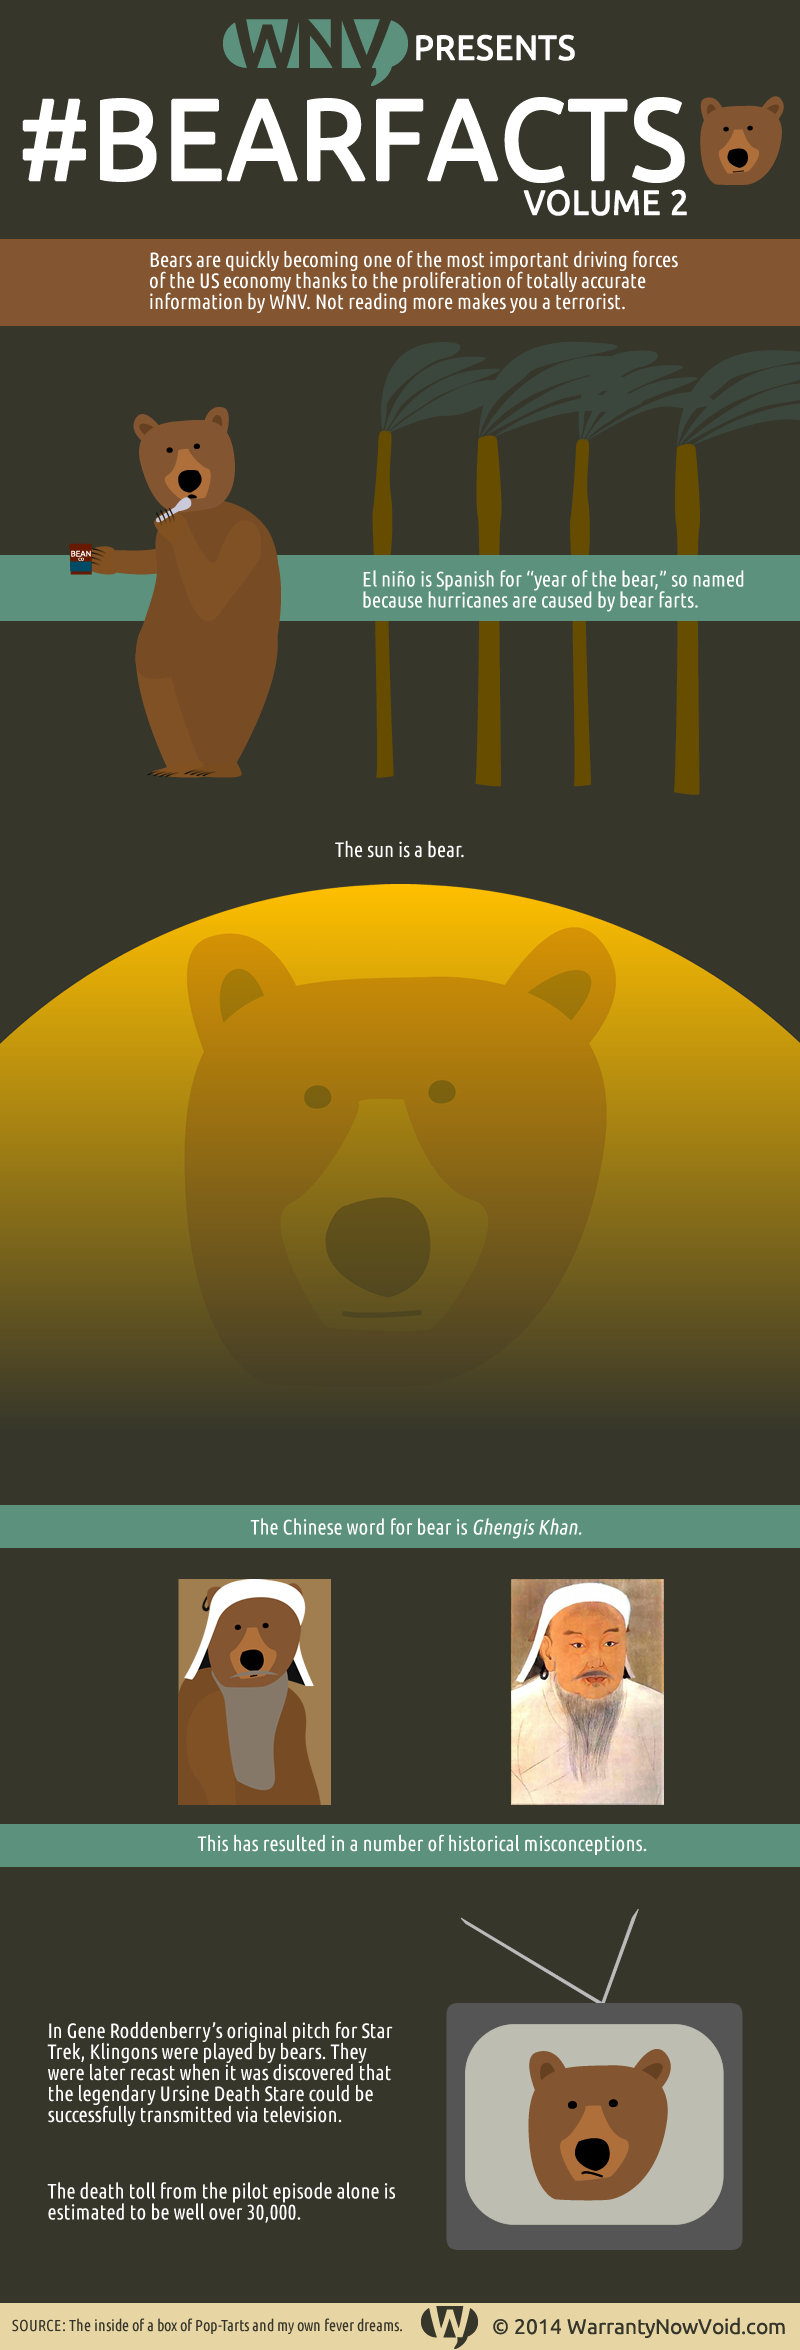 WNV PRESENTS
#BEARFACTS
VOLUME 2
Bears are quickly becoming one of the most important driving forces
of the US economy thanks to the proliferation of totally accurate
information by WNV. Not reading more makes you a terrorist.
BEAN
CO
El niño is Spanish for “year of the bear,” so named
because hurricanes are caused by bear farts.
The sun is a bear.
The Chinese word for bear is Ghengis Khan.
This has resulted in a number of historical misconceptions.
In Gene Roddenberry’s original pitch for Star
Trek, Klingons were played by bears. They
were later recast when it was discovered that
the legendary Ursine Death Stare could be
successfully transmitted via television.
The death toll from the pilot episode alone is
estimated to be well over 30,000.
SOURCE: The inside of a box of Pop-Tarts and my own fever dreams.
W © 2014 WarrantyNowVoid.com